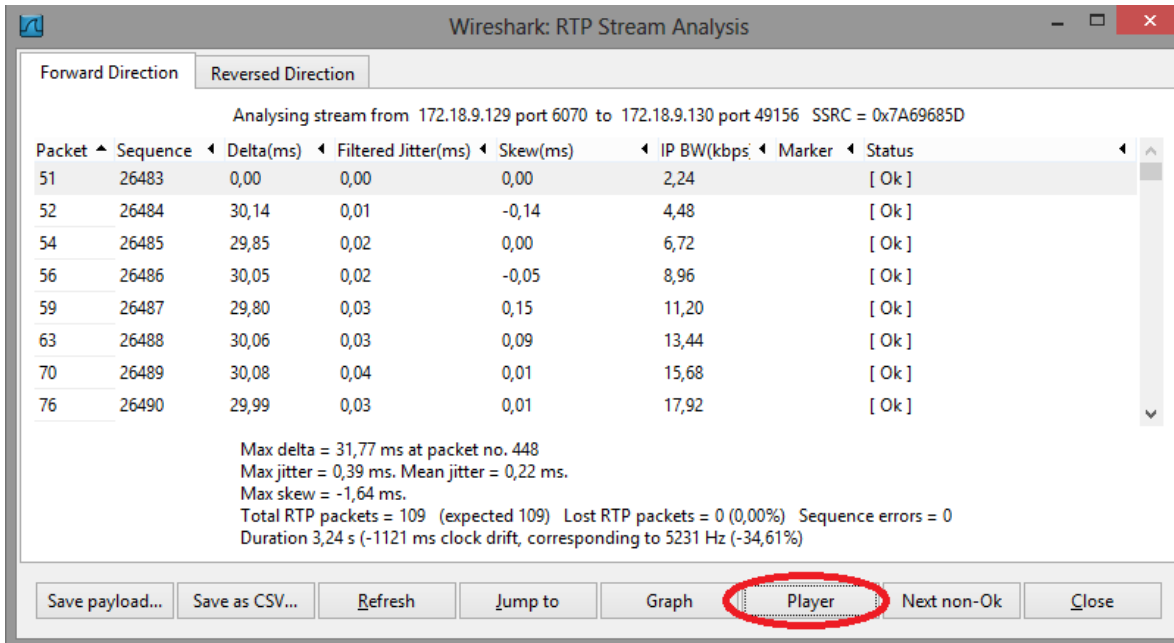 Wireshark: RTP Stream Analysis
Forward Direction Reversed Direction
Analysing stream from 172.18.9.129 port 6070 to 172.18.9.130 port 49156 SSRC = 0x7A69685D
Packet Sequence Delta(ms) Filtered Jitter(ms) Skew(ms) IP BW(kbps) Marker Status
51 26483 0,00 0,00 0,00 2,24 [ Ok ]
52 26484 30,14 0,01 -0,14 4,48 [ Ok ]
54 26485 29,85 0,02 0,00 6,72 [ Ok ]
56 26486 30,05 0,02 -0,05 8,96 [ Ok ]
59 26487 29,80 0,03 0,15 11,20 [ Ok ]
63 26488 30,06 0,03 0,09 13,44 [ Ok ]
70 26489 30,08 0,04 0,01 15,68 [ Ok ]
76 26490 29,99 0,03 0,01 17,92 [ Ok ]
Max delta = 31,77 ms at packet no. 448
Max jitter = 0,39 ms. Mean jitter = 0,22 ms.
Max skew = -1,64 ms.
Total RTP packets = 109 (expected 109) Lost RTP packets = 0 (0,00%) Sequence errors = 0
Duration 3,24 s (-1121 ms clock drift, corresponding to 5231 Hz (-34,61%)
Save payload... Save as CSV... Refresh Jump to Graph Player Next non-Ok Close